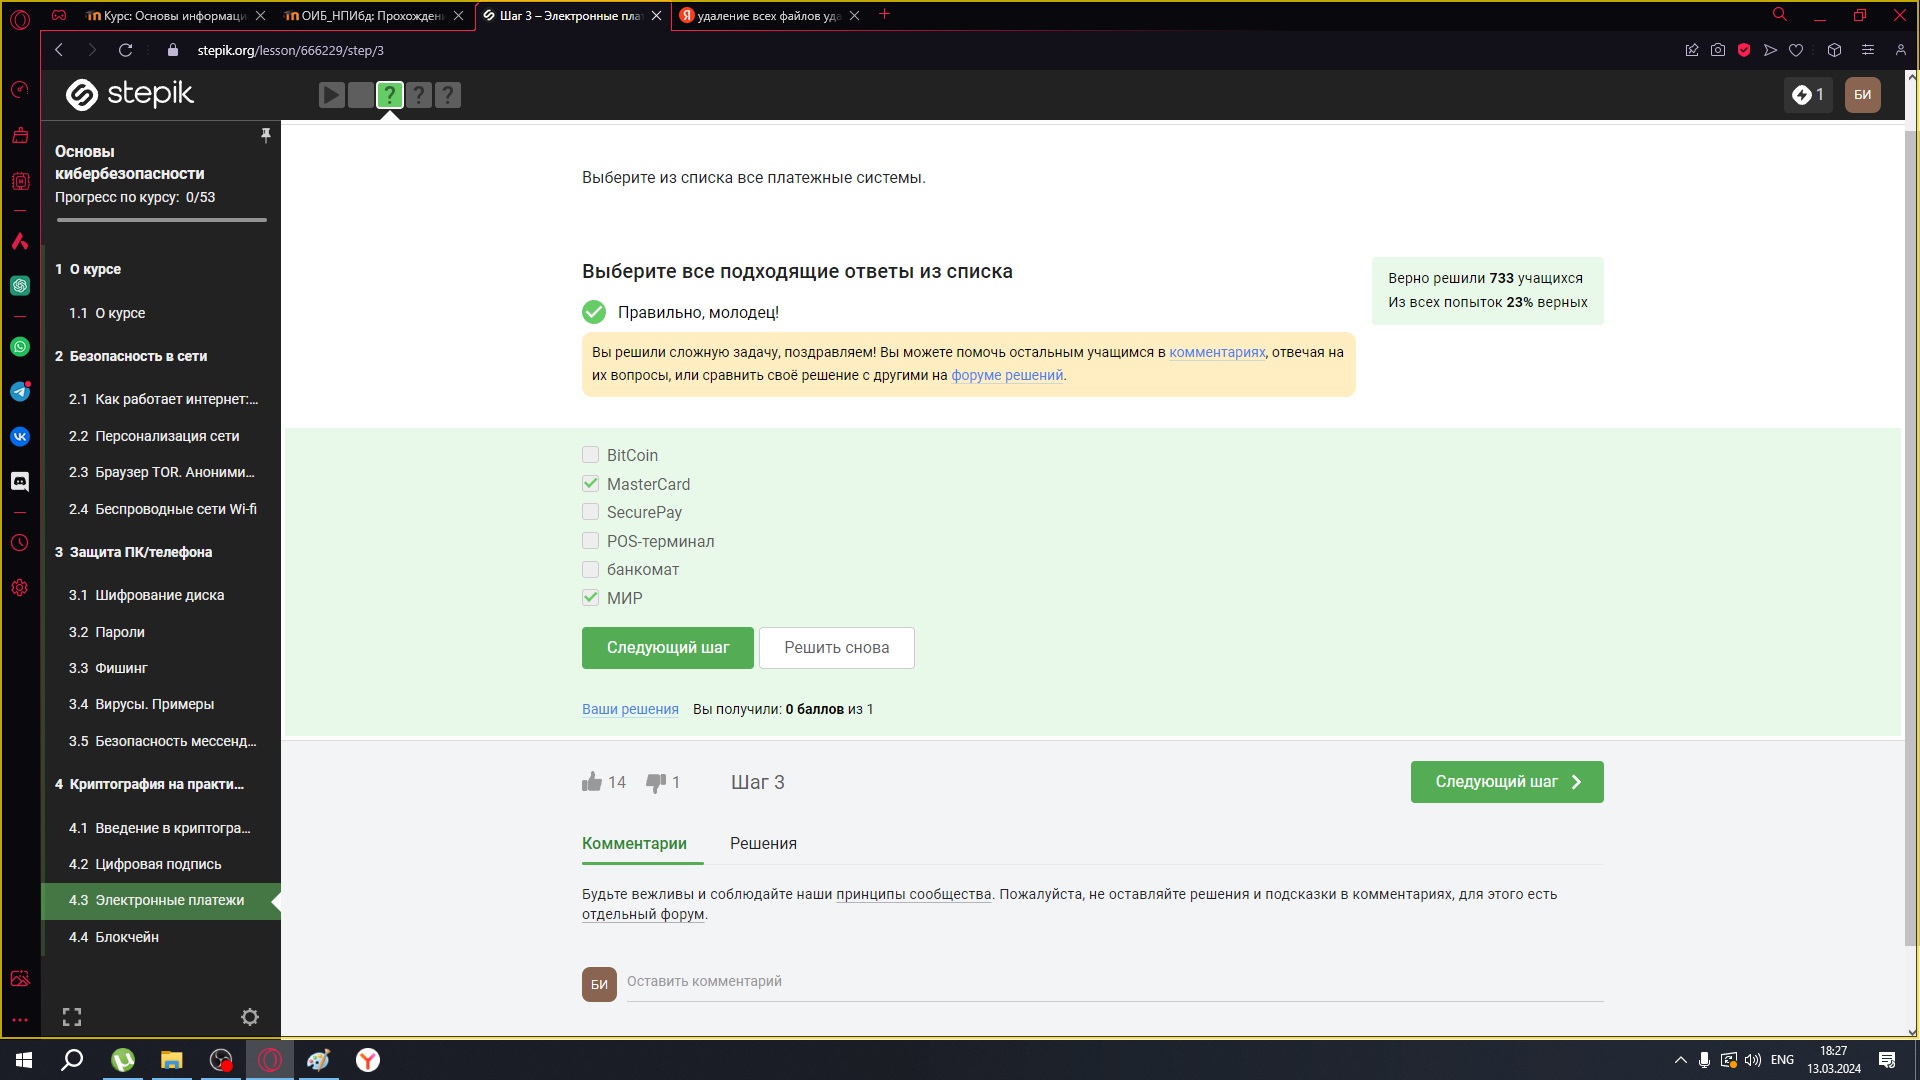 Курс: Основы информаци
ОИБ_НПИбд: Прохожден
Шаг 3 – Электронные пла
удаление всех файлов уда
stepik.org/lesson/666229/step/3
stepik
? ? ?
1
БИ
Основы
кибербезопасности
Прогресс по курсу: 0/53
1 О курсе
1.1 О курсе
2 Безопасность в сети
2.1 Как работает интернет:...
2.2 Персонализация сети
2.3 Браузер TOR. Аноними...
2.4 Беспроводные сети Wi-fi
3 Защита ПК/телефона
3.1 Шифрование диска
3.2 Пароли
3.3 Фишинг
3.4 Вирусы. Примеры
3.5 Безопасность мессенд...
4 Криптография на практи...
4.1 Введение в криптогра...
4.2 Цифровая подпись
4.3 Электронные платежи
4.4 Блокчейн
Выберите из списка все платежные системы.
Выберите все подходящие ответы из списка
Правильно, молодец!
Верно решили 733 учащихся
Из всех попыток 23% верных
Вы решили сложную задачу, поздравляем! Вы можете помочь остальным учащимся в комментариях, отвечая на
их вопросы, или сравнить своё решение с другими на форуме решений.
BitCoin
MasterCard
SecurePay
POS-терминал
банкомат
МИР
Следующий шаг
Решить снова
Ваши решения Вы получили: 0 баллов из 1
14 1 Шаг 3
Следующий шаг
Комментарии Решения
Будьте вежливы и соблюдайте наши принципы сообщества. Пожалуйста, не оставляйте решения и подсказки в комментариях, для этого есть
отдельный форум.
БИ Оставить комментарий
ENG
18:27
13.03.2024